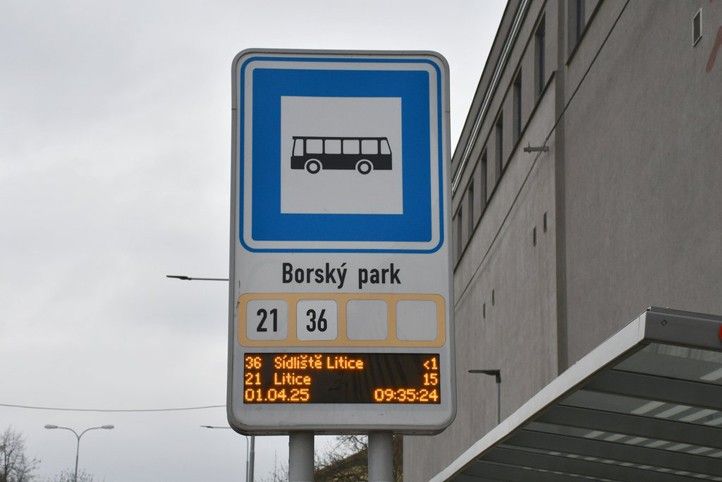 Borský park
21 36
36 Sídliště Litice <1
21 Litice 15
01.04.25 09:35:24